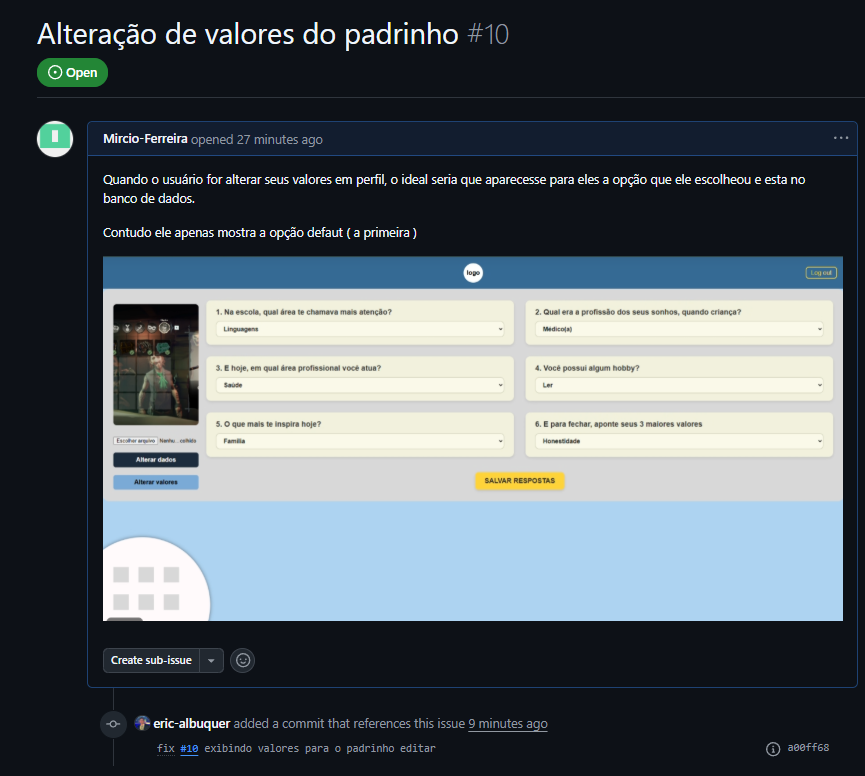 Alteração de valores do padrinho #10
Open
Mircio-Ferreira opened 27 minutes ago
Quando o usuário for alterar seus valores em perfil, o ideal seria que aparecesse para eles a opção que ele escolheou e esta no
banco de dados.
Contudo ele apenas mostra a opção defaut ( a primeira )
logo
Log out
1. Na escola, qual área te chamava mais atenção?
Linguagens
2. Qual era a profissão dos seus sonhos, quando criança?
Médico(a)
3. E hoje, em qual área profissional você atua?
Saúde
4. Você possui algum hobby?
Ler
5. O que mais te inspira hoje?
Família
6. E para fechar, aponte seus 3 maiores valores
Honestidade
Escolher arquivo Nenhu...colhido
Alterar dados
Alterar valores
SALVAR RESPOSTAS
Create sub-issue
eric-albuquer added a commit that references this issue 9 minutes ago
fix #10 exibindo valores para o padrinho editar
a00ff68